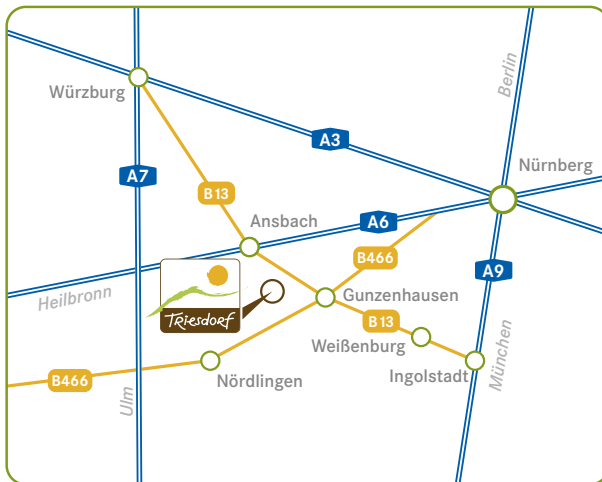 Berlin
Würzburg
A3
Nürnberg
A7
B13
Ansbach
A6
B466
A9
Heilbronn
Triesdorf
Gunzenhausen
B13
Weißenburg
München
Ingolstadt
B466
Nördlingen
Ulm